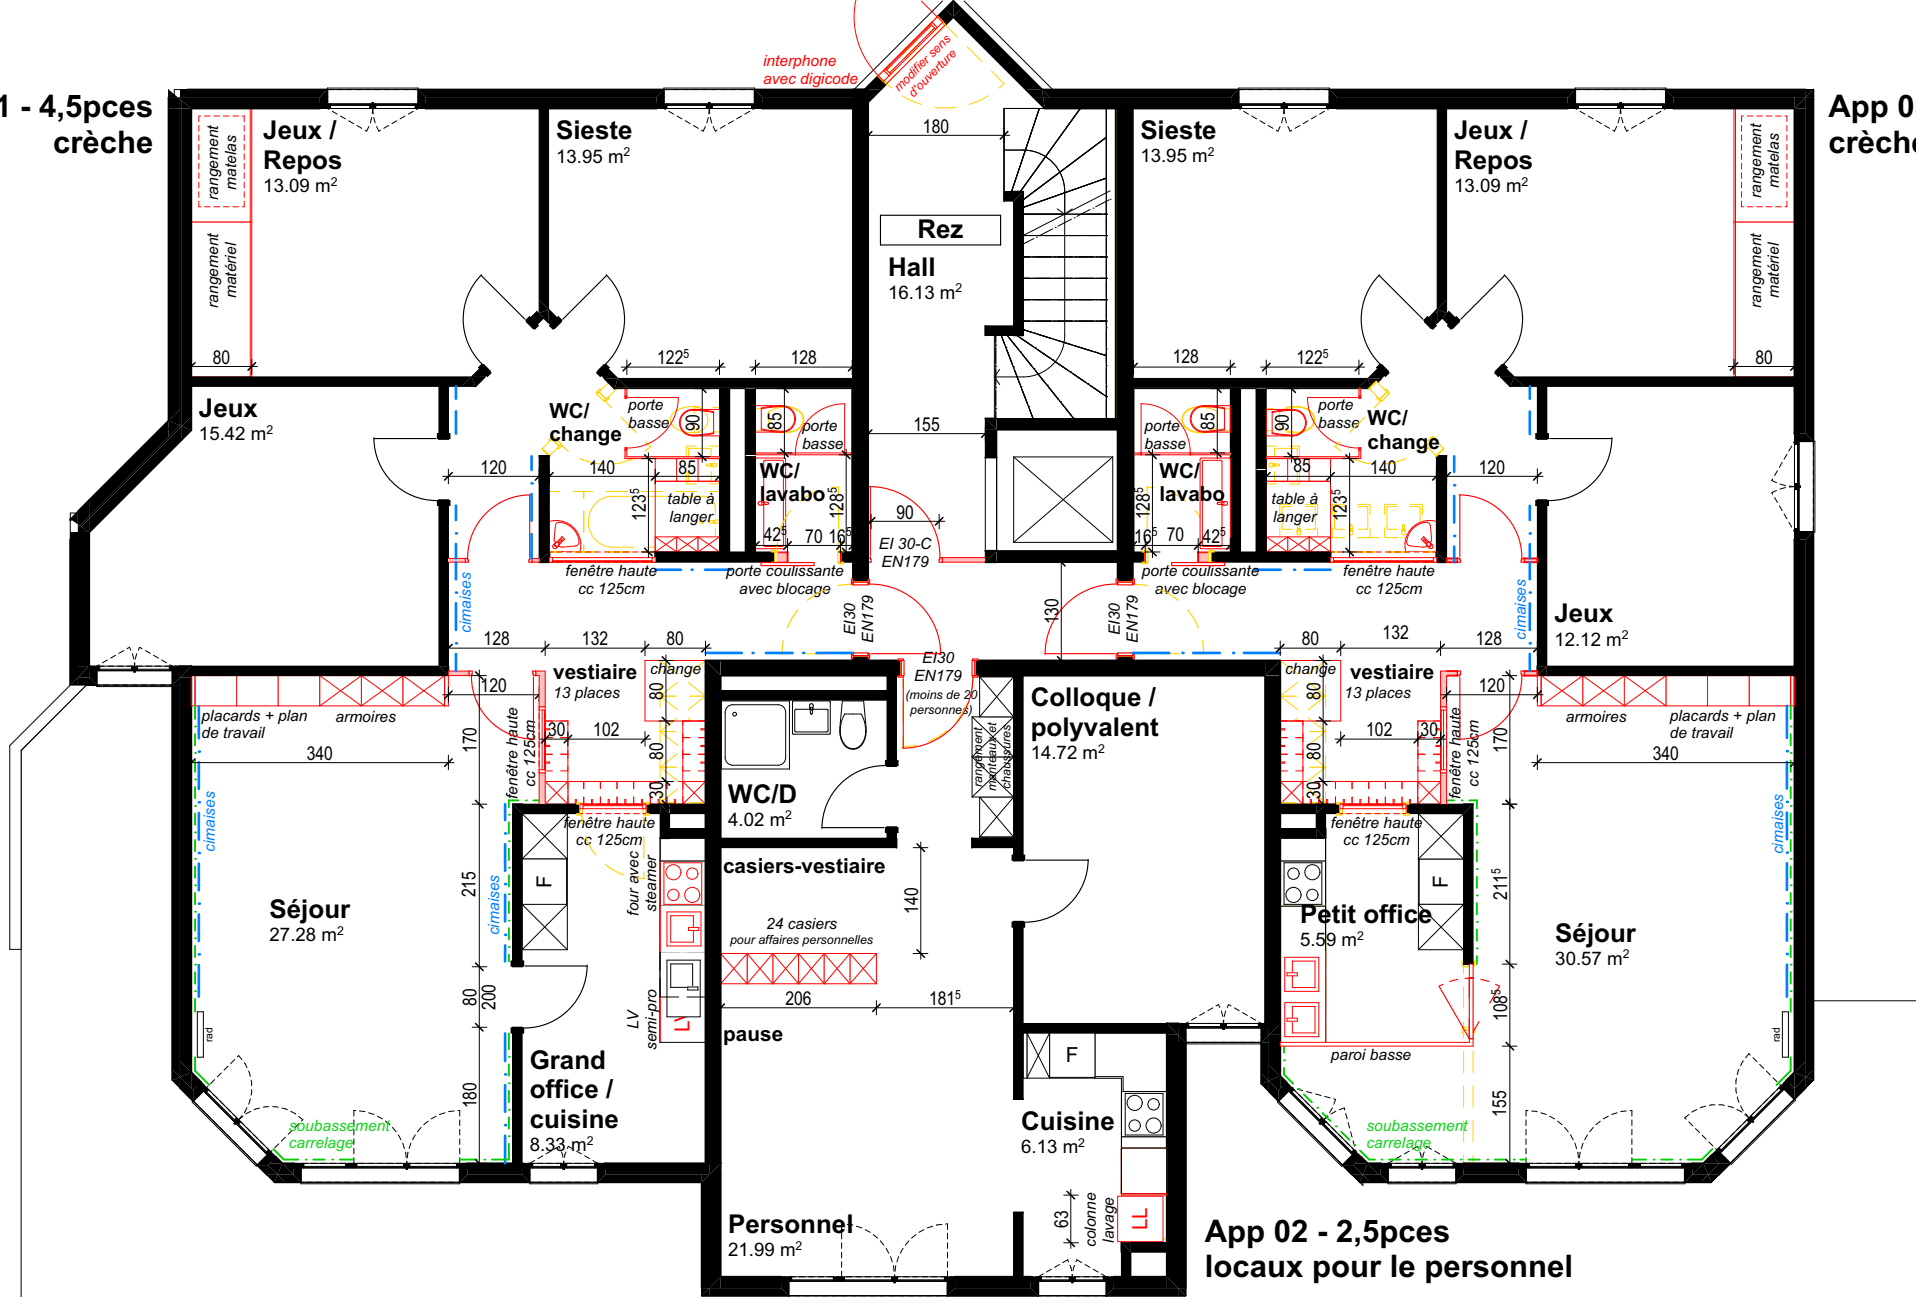 interphone
avec digicode
modifier sens
d'ouverture
1 - 4,5pces
crèche
App 0
crèche
rangement
matelas
rangement
matériel
Jeux /
Repos
13.09 m²
Sieste
13.95 m²
180
Rez
Hall
16.13 m²
Sieste
13.95 m²
Jeux /
Repos
13.09 m²
rangement
matelas
rangement
matériel
80
122⁵
128
128
122⁵
80
Jeux
15.42 m²
WC/
change
porte
basse
90
85
porte
basse
155
porte
basse
85
90
porte
basse
WC/
change
120
140
85
WC/
lavabo
WC/
lavabo
85
140
120
123⁵
table à
langer
128⁵
90
128⁵
table à
langer
123⁵
42⁵
70
16⁵
EI 30-C
EN179
16⁵
70
42⁵
fenêtre haute
cc 125cm
porte coulissante
avec blocage
porte coulissante
avec blocage
fenêtre haute
cc 125cm
cimaises
EI30
EN179
130
EI30
EN179
cimaises
Jeux
12.12 m²
128
132
80
80
132
128
vestiaire
13 places
change
EI30
EN179
(moins de 20
personnes)
change
vestiaire
13 places
120
80
80
120
placards + plan
de travail
armoires
170
fenêtre haute
cc 125cm
30
102
80
30
rangement
manteaux et
chaussures
Colloque /
polyvalent
14.72 m²
80
30
102
30
fenêtre haute
cc 125cm
170
armoires
placards + plan
de travail
340
340
WC/D
4.02 m²
cimaises
fenêtre haute
cc 125cm
fenêtre haute
cc 125cm
cimaises
215
cimaises
F
four avec
steamer
casiers-vestiaire
140
F
211⁵
24 casiers
pour affaires personnelles
Séjour
27.28 m²
Petit office
5.59 m²
Séjour
30.57 m²
80
200
LV
semi-pro
LV
206
181⁵
108⁵
rad
pause
rad
Grand
office /
cuisine
8.33 m²
F
paroi basse
180
155
soubassement
carrelage
Cuisine
6.13 m²
soubassement
carrelage
Personnel
21.99 m²
63
colonne
lavage
LL
App 02 - 2,5pces
locaux pour le personnel